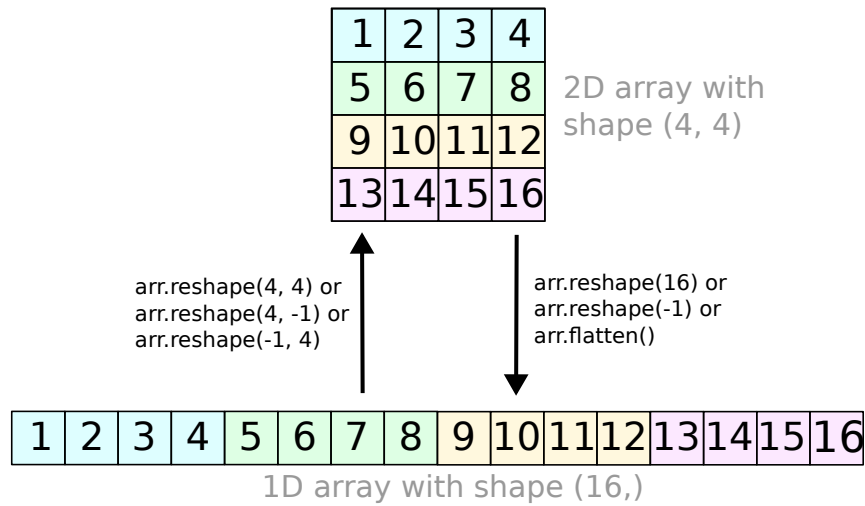 1 2 3 4
5 6 7 8
9 10 11 12
13 14 15 16
2D array with
shape (4, 4)
arr.reshape(4, 4) or
arr.reshape(4, -1) or
arr.reshape(-1, 4)
arr.reshape(16) or
arr.reshape(-1) or
arr.flatten()
1 2 3 4 5 6 7 8 9 10 11 12 13 14 15 16
1D array with shape (16,)